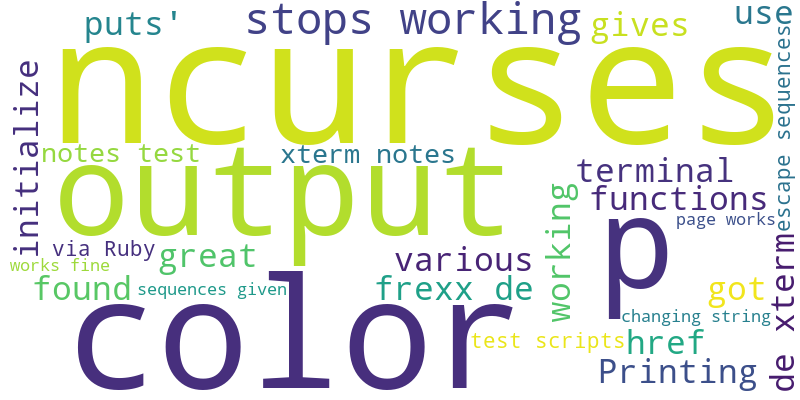 puts'
stops working
gives
use
ncurses
escape sequences
initialize
notes test
xterm notes
output
terminal
functions
working
p
page works
via Ruby
great
various
works fine
found
sequences given
frexx de
got
de xterm
color
changing string
test scripts
href
Printing